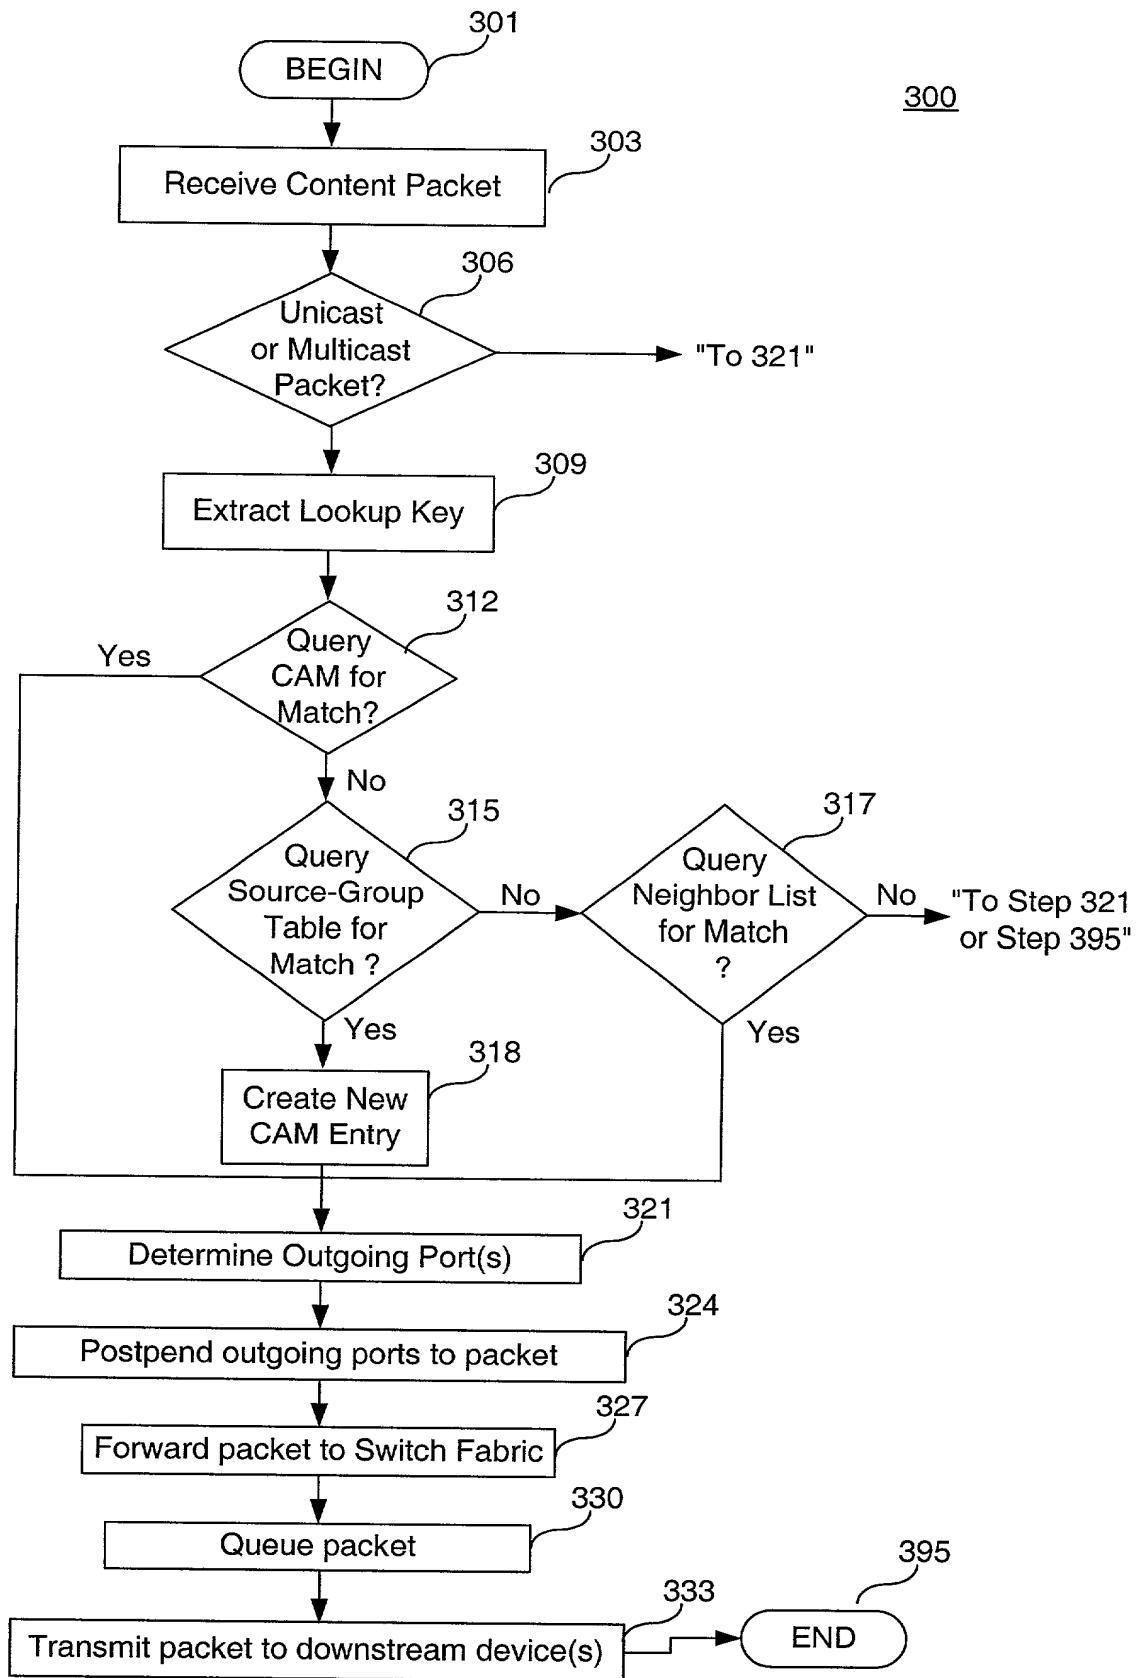 301
BEGIN
300
303
Receive Content Packet
306
Unicast
or Multicast
Packet?
"To 321"
309
Extract Lookup Key
312
Query
CAM for
Match?
Yes
No
315
Query
Source-Group
Table for
Match ?
No
317
Query
Neighbor List
for Match
?
No
"To Step 321
or Step 395"
Yes
Yes
318
Create New
CAM Entry
321
Determine Outgoing Port(s)
324
Postpend outgoing ports to packet
327
Forward packet to Switch Fabric
330
Queue packet
333
Transmit packet to downstream device(s)
395
END